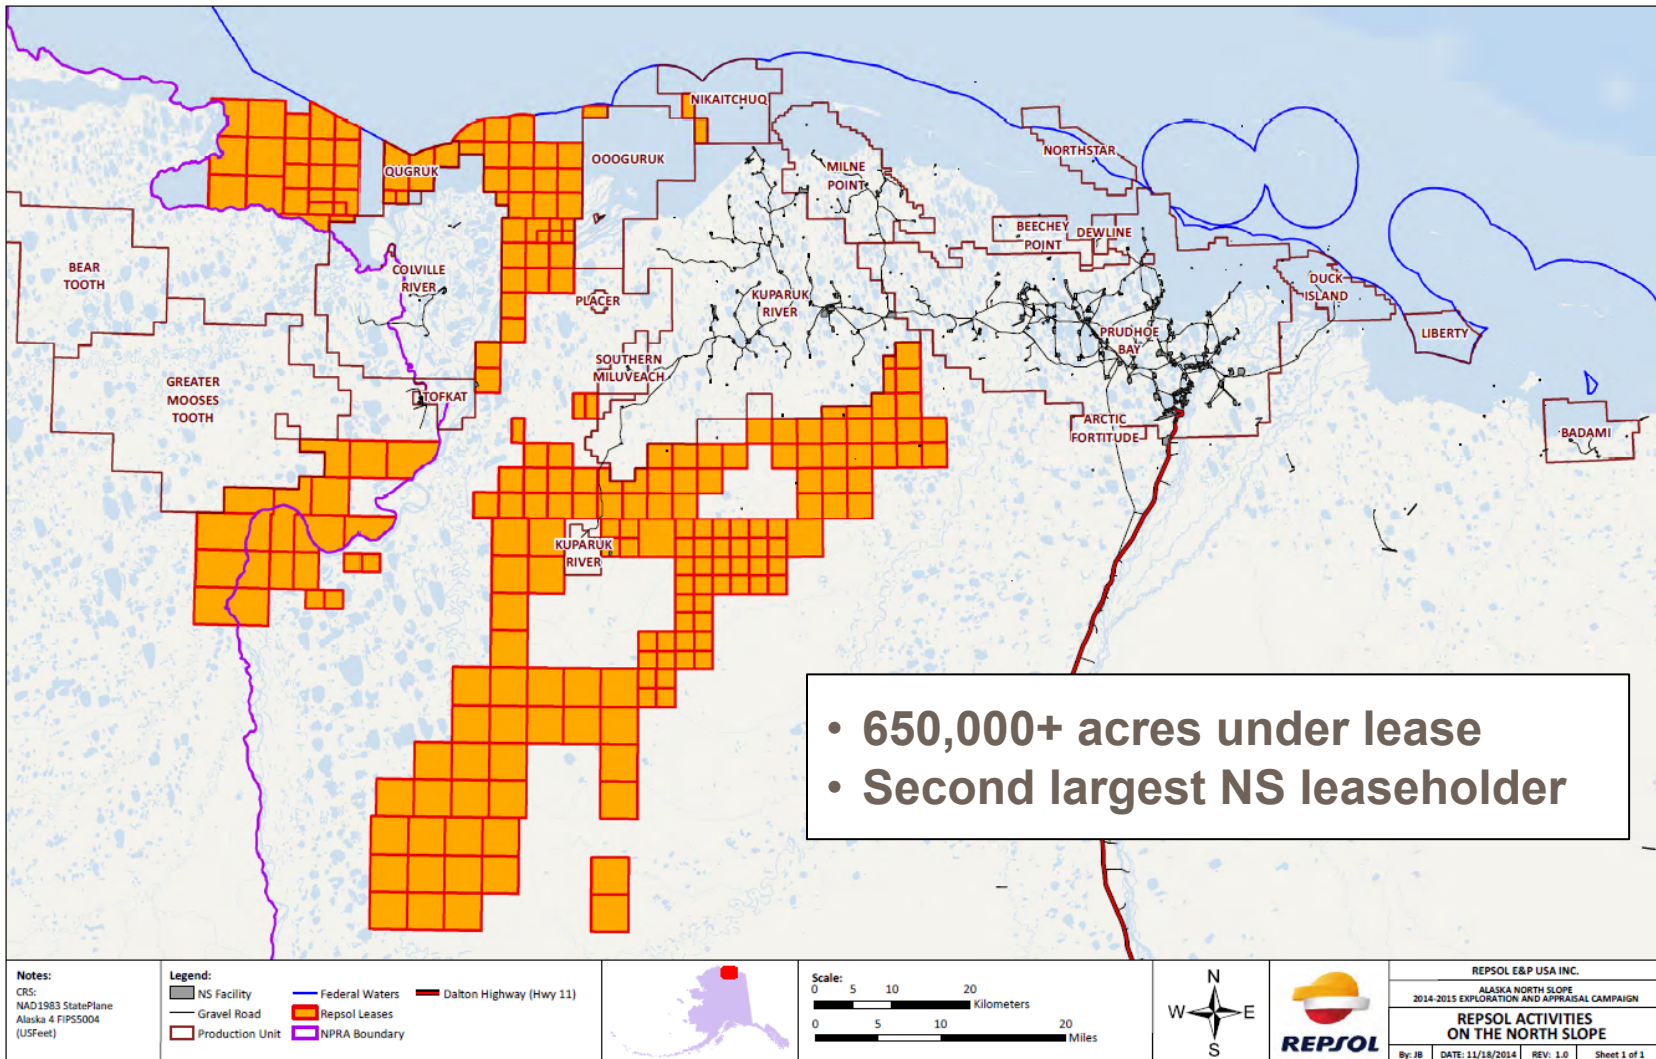 NIKAITCHUQ
OOOGURUK
QUGRUK
MILNE
POINT
NORTHSTAR
BEECHEY
POINT
DEWLINE
BEAR
TOOTH
COLVILLE
RIVER
PLACER
KUPARUK
RIVER
DUCK
ISLAND
PRUDHOE
BAY
LIBERTY
SOUTHERN
MILUVEACH
GREATER
MOOSES
TOOTH
TOFKAT
ARCTIC
FORTITUDE
BADAMI
KUPARUK
RIVER
• 650,000+ acres under lease
• Second largest NS leaseholder
Notes:
CRS:
NAD1983 StatePlane
Alaska 4 FIPS5004
(USFeet)
Legend:
NS Facility
Gravel Road
Production Unit
Federal Waters
Repsol Leases
NPRA Boundary
Dalton Highway (Hwy 11)
Scale:
0 5 10 20
Kilometers
0 5 10 20
Miles
N
W E
S
REPSOL
REPSOL E&P USA INC.
ALASKA NORTH SLOPE
2014-2015 EXPLORATION AND APPRAISAL CAMPAIGN
REPSOL ACTIVITIES
ON THE NORTH SLOPE
By: JB DATE: 11/18/2014 REV: 1.0 Sheet 1 of 1